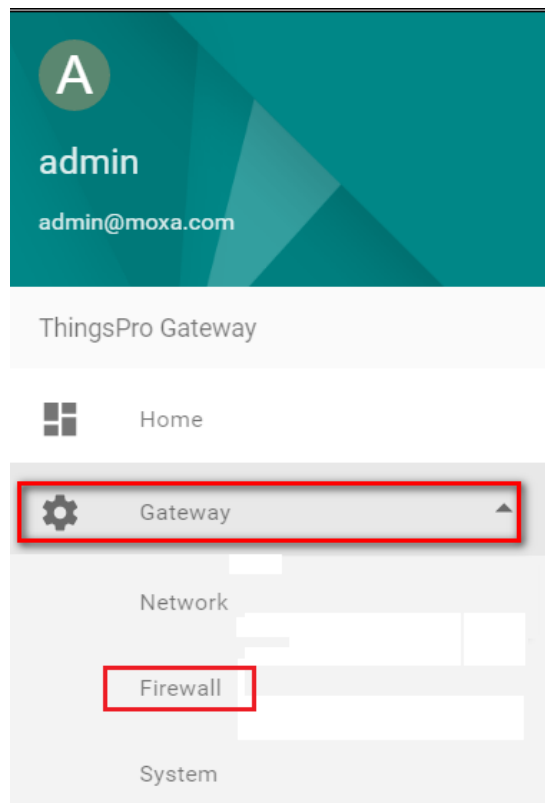 A
admin
admin@moxa.com
ThingsPro Gateway
Home
Gateway
Network
Firewall
System